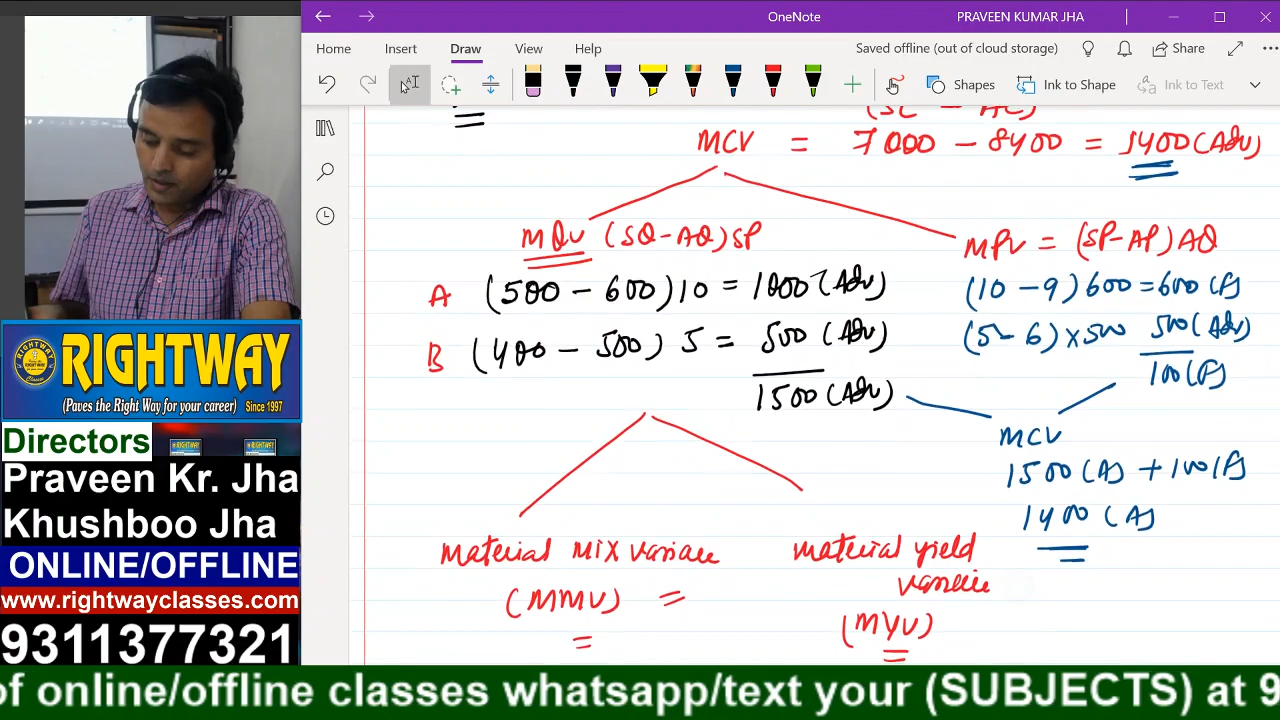 OneNote
PRAVEEN KUMAR JHA
Home Insert Draw View Help
Saved offline (out of cloud storage)
Share
Shapes
Ink to Shape
Ink to Text
(SC - AC)
MCV = 7000 - 8400 = 1400 (Adv)
MQV (SQ-AQ)SP
MPV = (SP-AP)AQ
A (500 - 600)10 = 1000 (Adv)
(10 - 9)600=600(F)
B (400 - 500) 5 = 500 (Adv)
(5 - 6)x500 500(Adv)
1500 (Adv)
100(F)
MCV
1500 (A) + 100(F)
1400 (A)
material Mix variance
(MMV) =
=
material yield
variance
(MYV)
RIGHTWAY
(Paves the Right Way for your career) Since 1997
Directors
Praveen Kr. Jha
Khushboo Jha
ONLINE/OFFLINE
www.rightwayclasses.com
9311377321
of online/offline classes whatsapp/text your (SUBJECTS) at 9